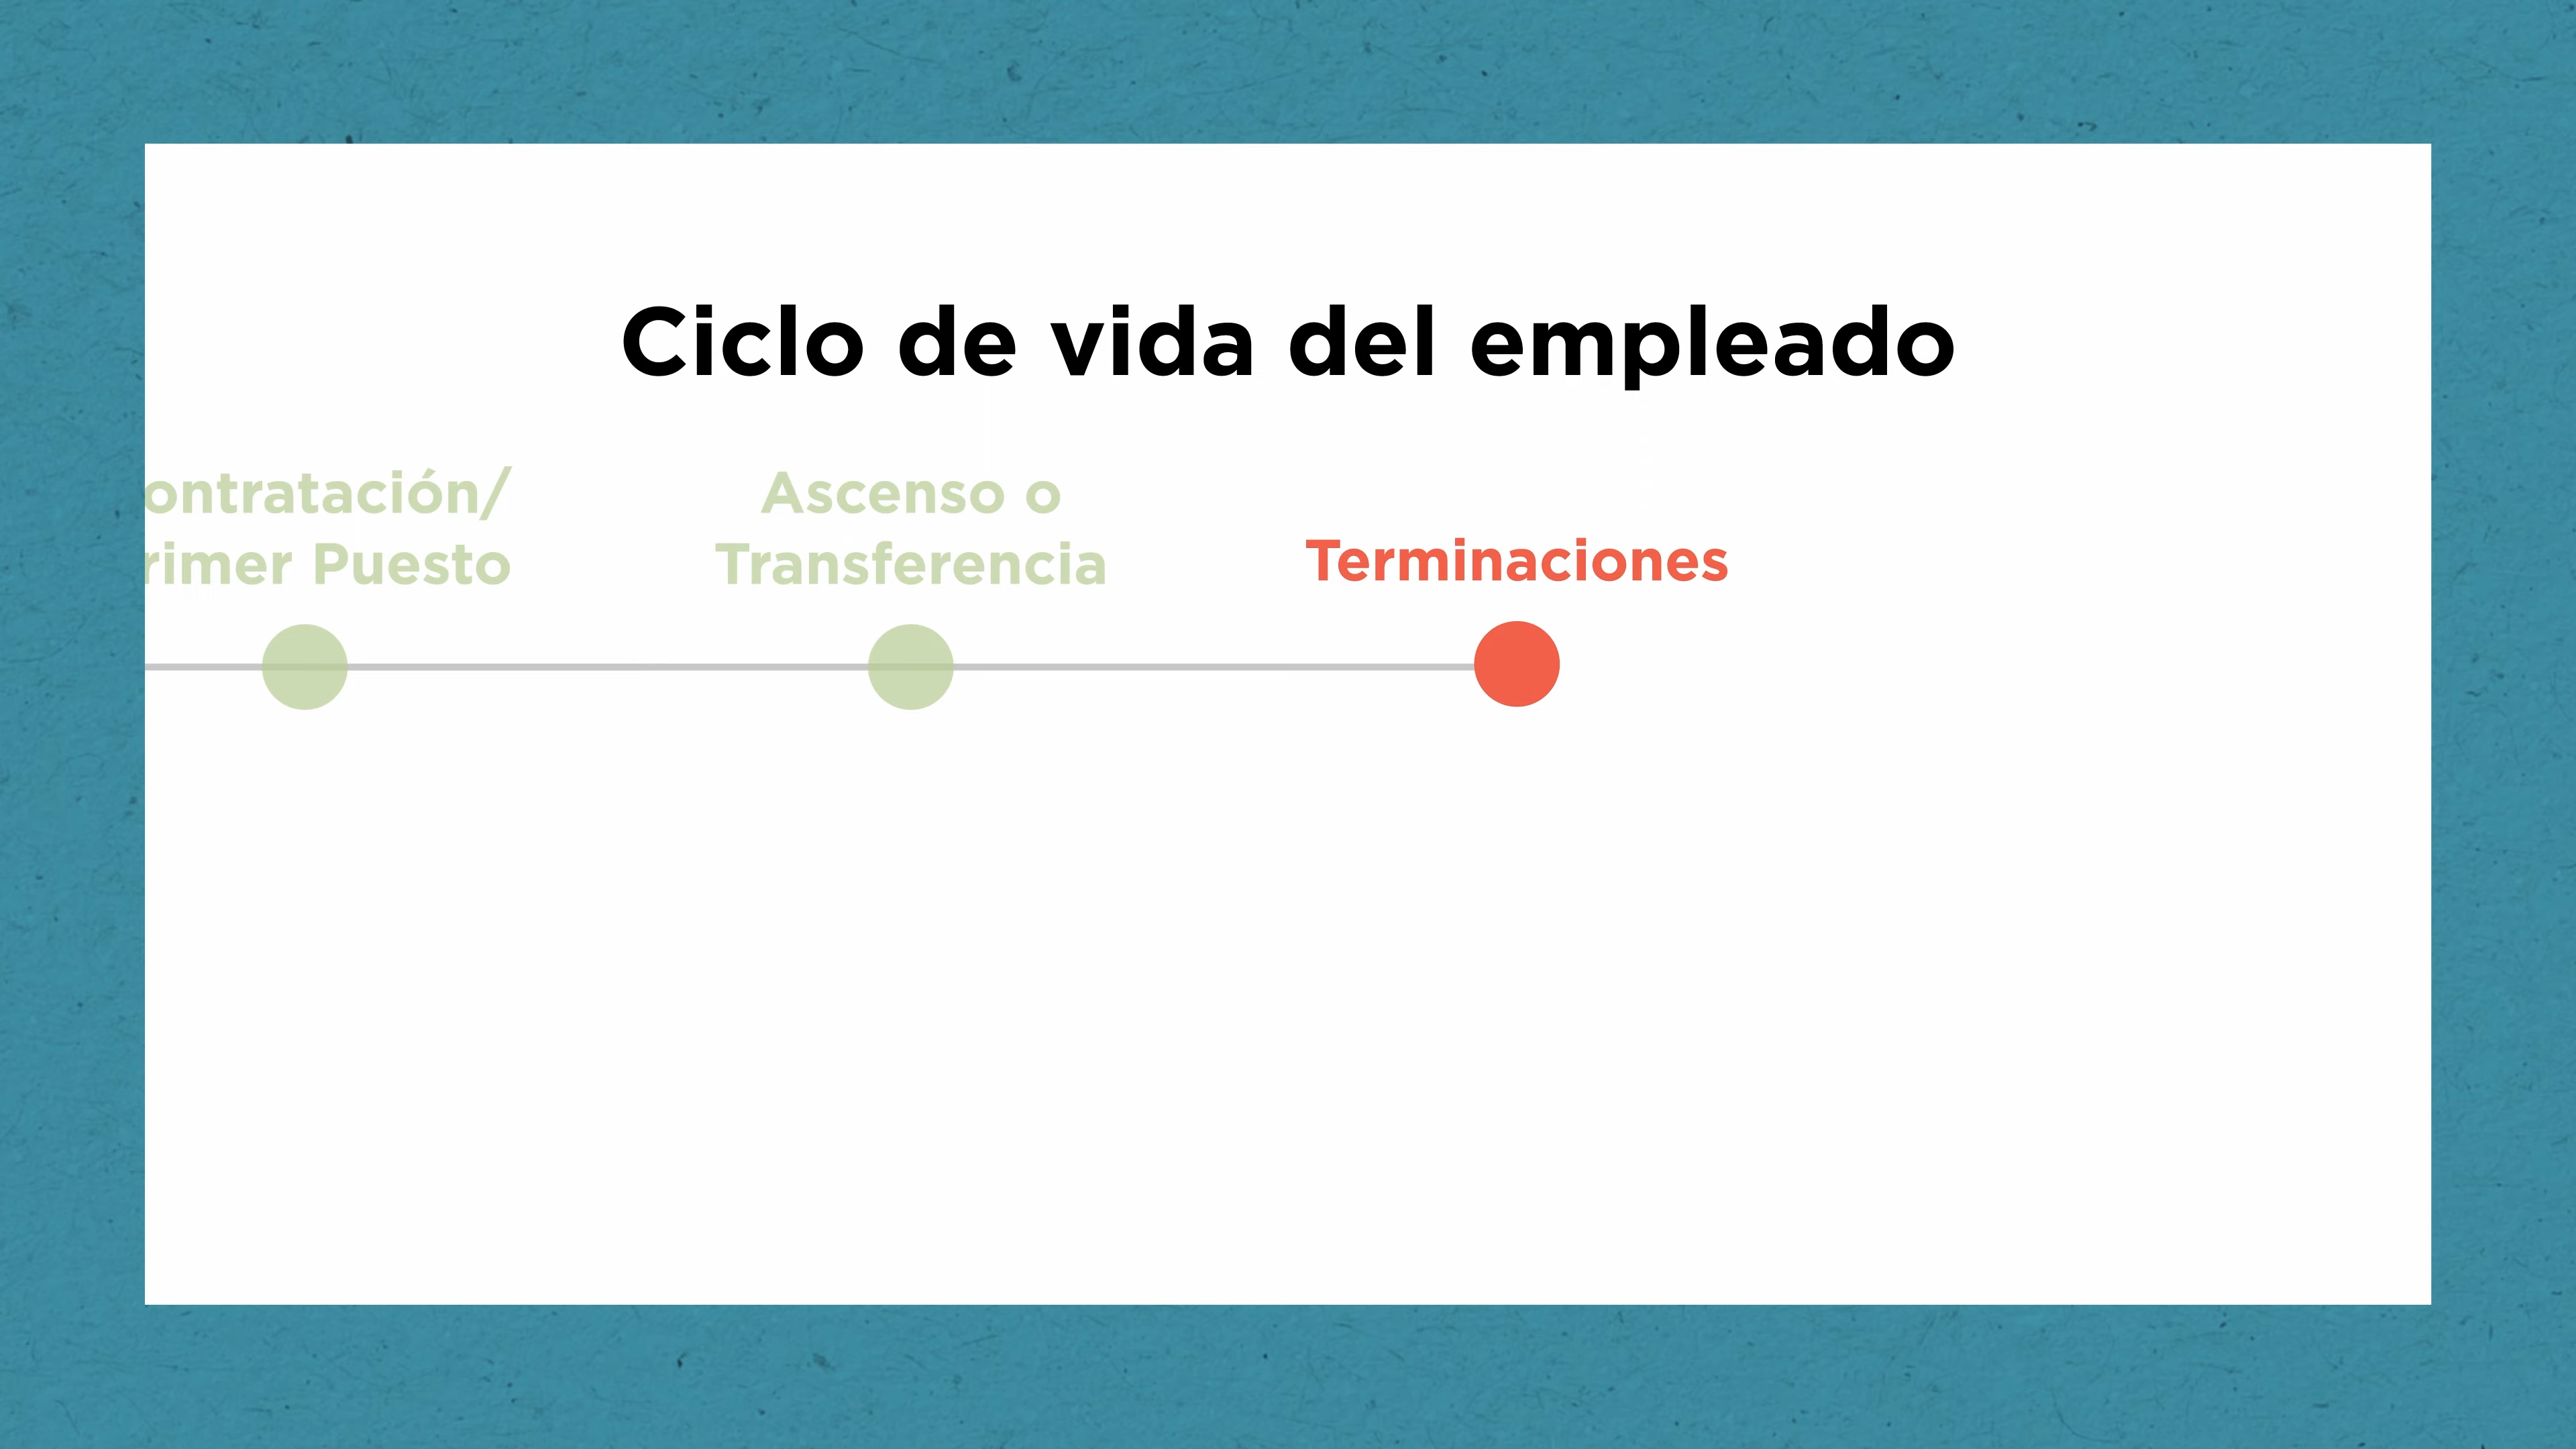 Ciclo de vida del empleado
ontratación/
rimer Puesto
Ascenso o
Transferencia
Terminaciones